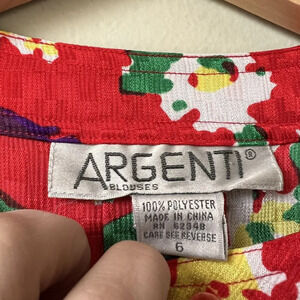 ARGENTI®
BLOUSES
100% POLYESTER
MADE IN CHINA
RN 62348
CARE SEE REVERSE
6